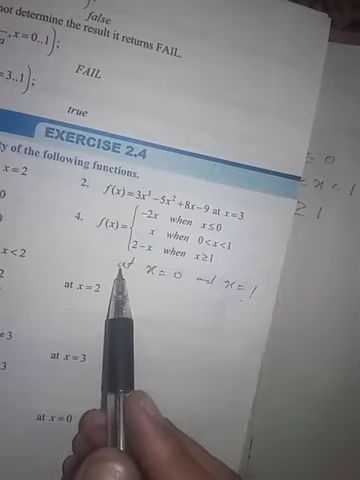 not determine the result it returns FAIL.
false
, x=0..1);
FAIL
=3..1);
true
EXERCISE 2.4
ty of the following functions.
x = 2
2. f(x)=3x³−5x²+8x−9 at x=3
4. f(x)= { −2x when x≤0
x when 0<x<1
2−x when x≥1
at x=0 and x=1
x<2
at x=2
=3
3
at x=3
at x=0
≤0
<x<1
≥1